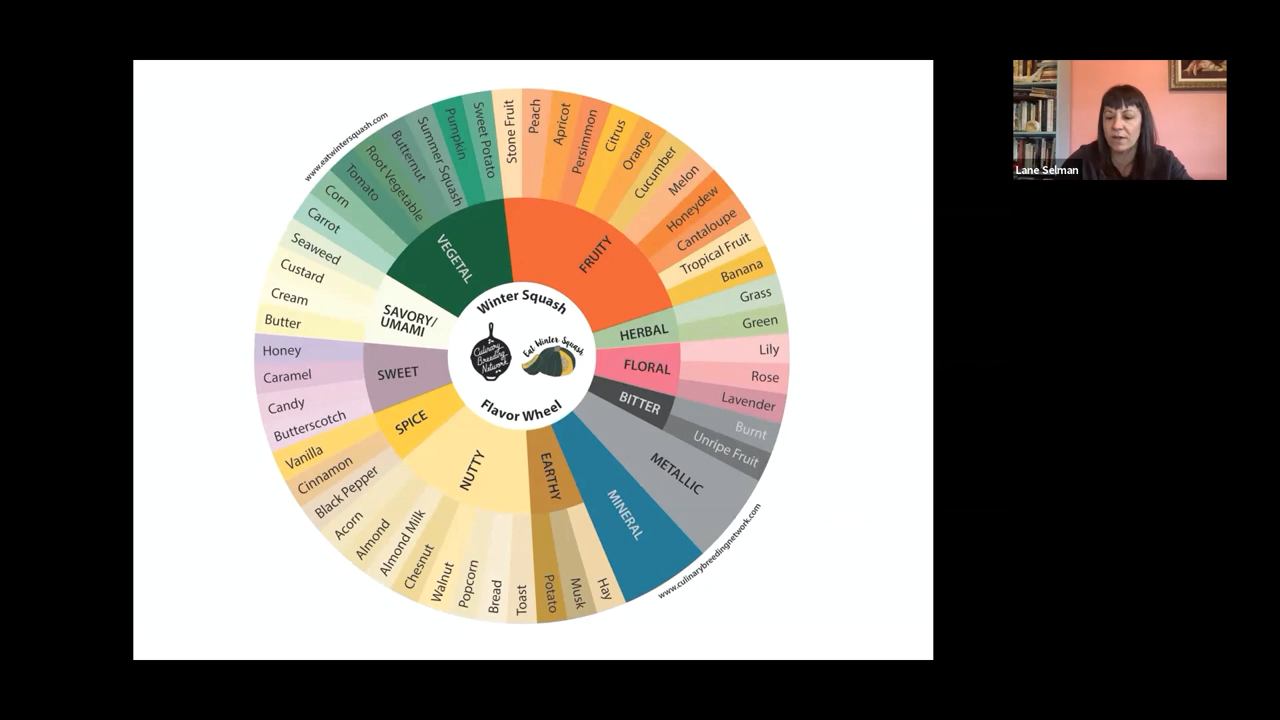 www.eatwintersquash.com
Winter Squash
Culinary
Breeding
Network
Eat Winter Squash
Flavor Wheel
VEGETAL
Corn
Carrot
Tomato
Root Vegetable
Butternut
Summer Squash
Pumpkin
Sweet Potato
FRUITY
Stone Fruit
Peach
Apricot
Persimmon
Citrus
Orange
Cucumber
Melon
Honeydew
Cantaloupe
Tropical Fruit
Banana
HERBAL
Grass
Green
FLORAL
Lily
Rose
Lavender
BITTER
Burnt
Unripe Fruit
METALLIC
MINERAL
EARTHY
Hay
Musk
Potato
NUTTY
Toast
Bread
Popcorn
Walnut
Chesnut
Almond Milk
Almond
Acorn
SPICE
Black Pepper
Cinnamon
Vanilla
SWEET
Butterscotch
Candy
Caramel
Honey
SAVORY/
UMAMI
Butter
Cream
Custard
Seaweed
www.culinarybreedingnetwork.com
Lane Selman